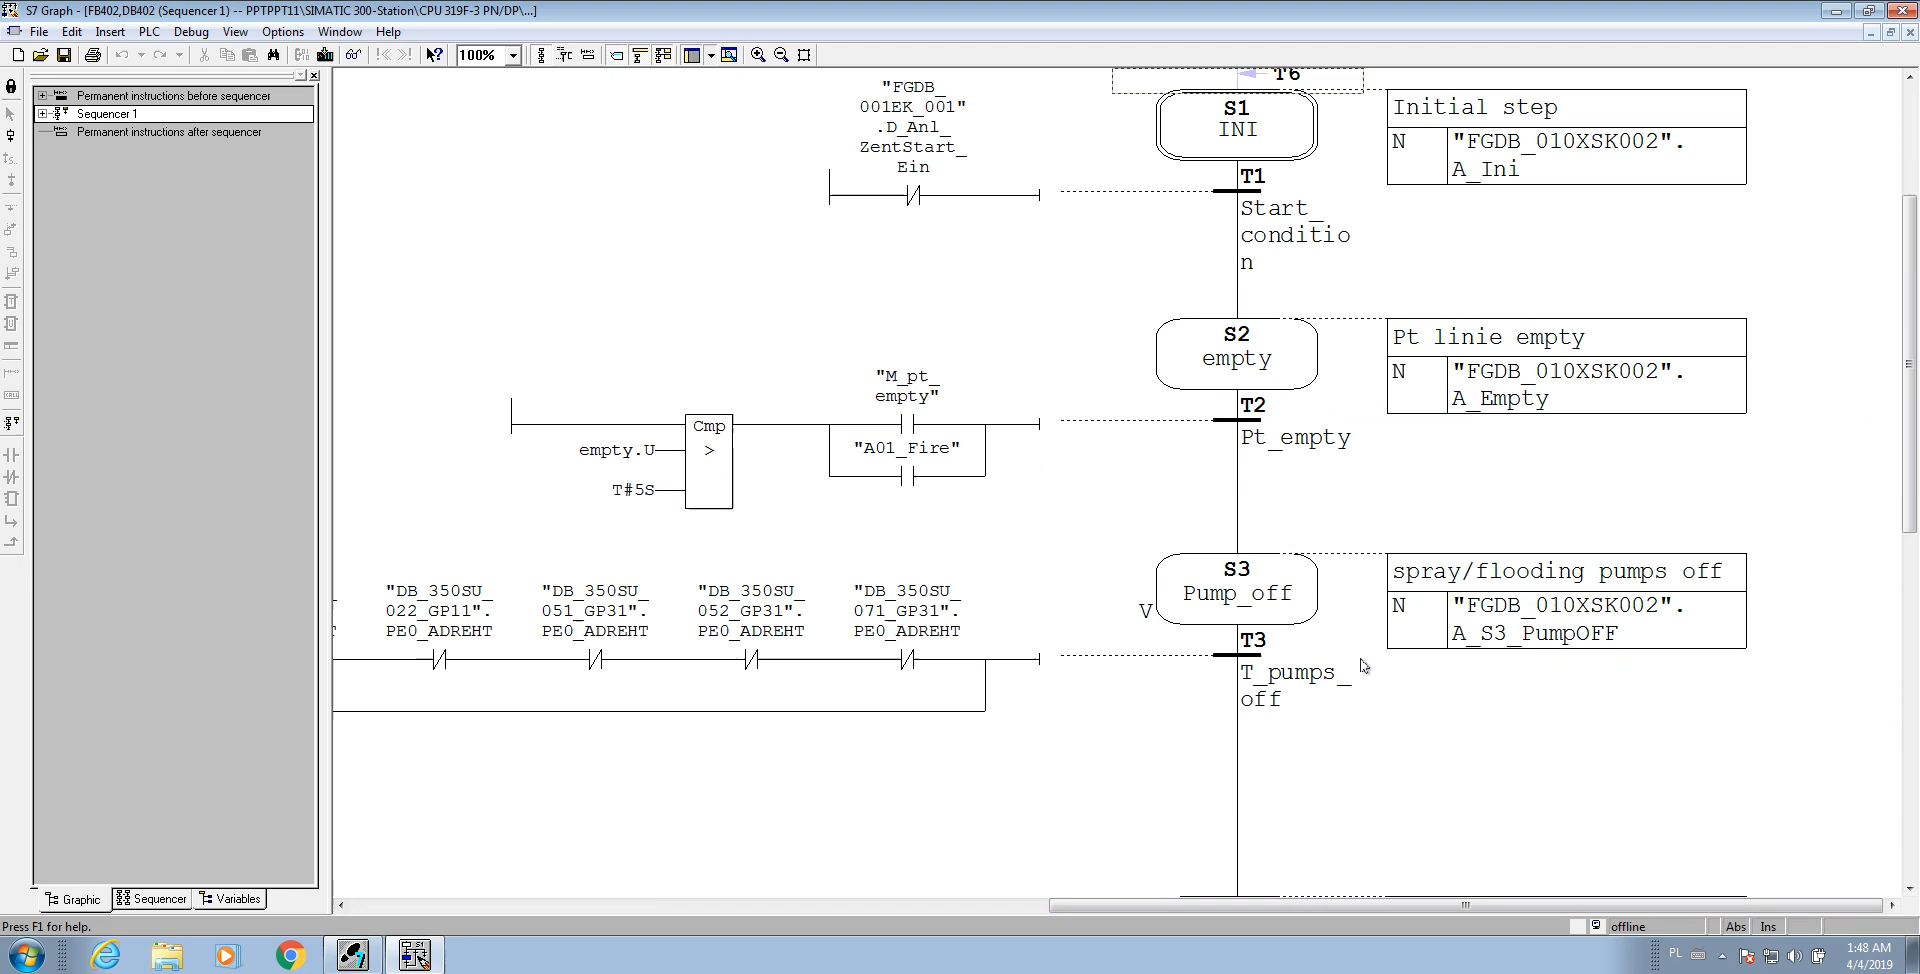 S7 Graph - [FB402,DB402 (Sequencer 1) -- PPTPPT11\SIMATIC 300-Station\CPU 319F-3 PN/DP\...]
File Edit Insert PLC Debug View Options Window Help
100%
Permanent instructions before sequencer
Sequencer 1
Permanent instructions after sequencer
T6
"FGDB_
001EK_001"
.D_Anl_
ZentStart_
Ein
S1
INI
Initial step
N "FGDB_010XSK002".
A_Ini
T1
Start_
conditio
n
S2
empty
Pt linie empty
N "FGDB_010XSK002".
A_Empty
"M_pt_
empty"
Cmp
>
empty.U
T#5S
"A01_Fire"
T2
Pt_empty
S3
Pump_off
V
spray/flooding pumps off
N "FGDB_010XSK002".
A_S3_PumpOFF
"DB_350SU_ "DB_350SU_ "DB_350SU_ "DB_350SU_
022_GP11". 051_GP31". 052_GP31". 071_GP31".
PE0_ADREHT PE0_ADREHT PE0_ADREHT PE0_ADREHT
T3
T_pumps_
off
Graphic Sequencer Variables
Press F1 for help.
offline Abs Ins
PL
1:48 AM
4/4/2019